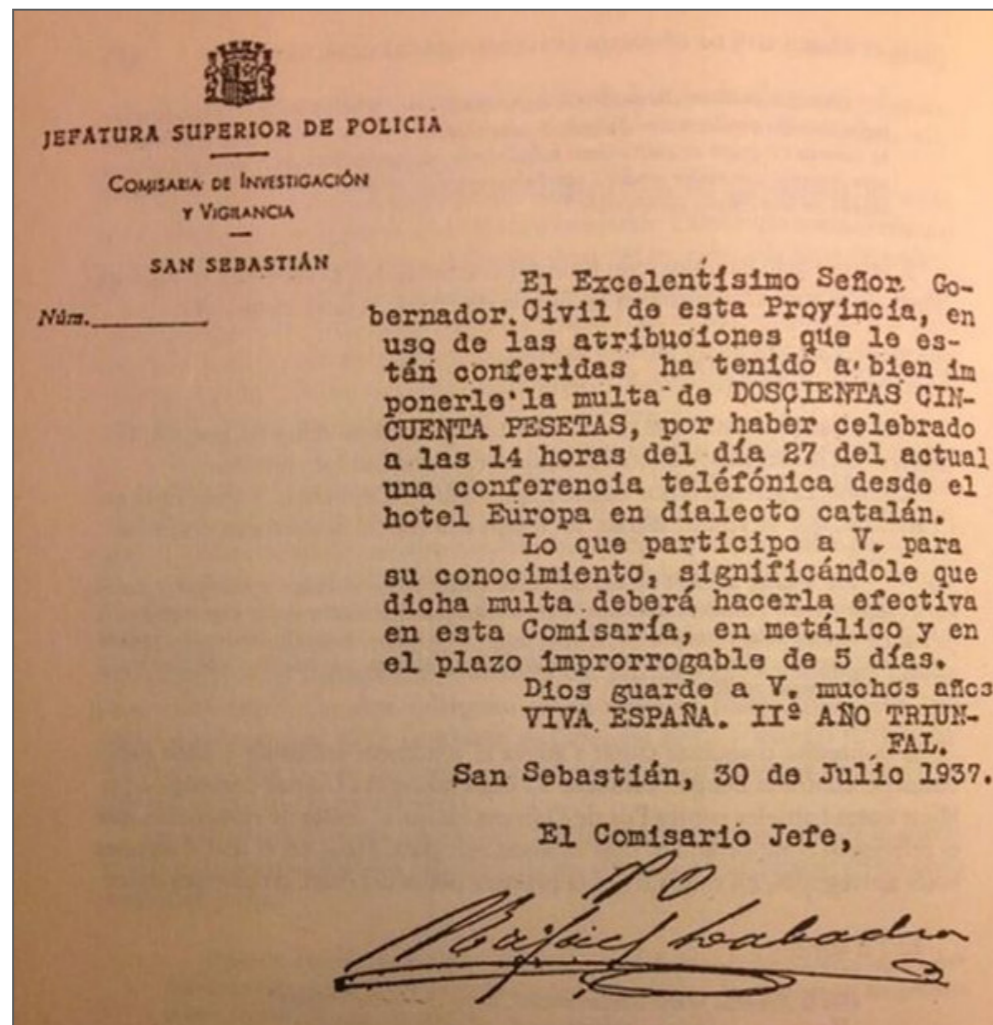 JEFATURA SUPERIOR DE POLICIA
COMISARIA DE INVESTIGACIÓN
Y VIGILANCIA
SAN SEBASTIÁN
Núm.
El Excelentísimo Señor Go-
bernador Civil de esta Provincia, en
uso de las atribuciones que le es-
tán conferidas ha tenido a bien im
ponerle la multa de DOSCIENTAS CIN-
CUENTA PESETAS, por haber celebrado
a las 14 horas del día 27 del actual
una conferencia teléfónica desde el
hotel Europa en dialecto catalán.
Lo que participo a V. para
su conocimiento, significándole que
dicha multa deberá hacerla efectiva
en esta Comisaría, en metálico y en
el plazo improrrogable de 5 días.
Dios guarde a V. muchos años
VIVA ESPAÑA. IIº AÑO TRIUN-
FAL.
San Sebastián, 30 de Julio 1937.
El Comisario Jefe,
P O